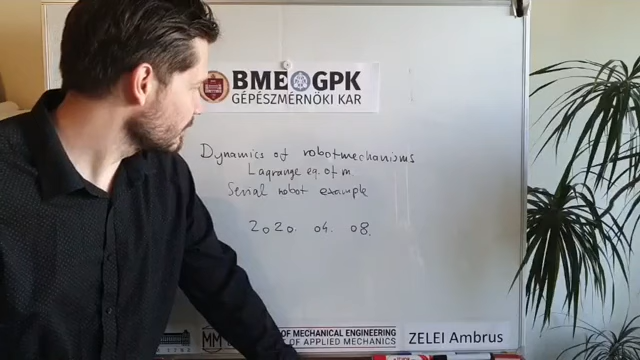 BME GPK
GÉPÉSZMÉRNÖKI KAR
Dynamics of robotmechanisms
Lagrange eq. of m.
Serial robot example
2020. 04. 08.
MM
OF MECHANICAL ENGINEERING
OF APPLIED MECHANICS
ZELEI Ambrus